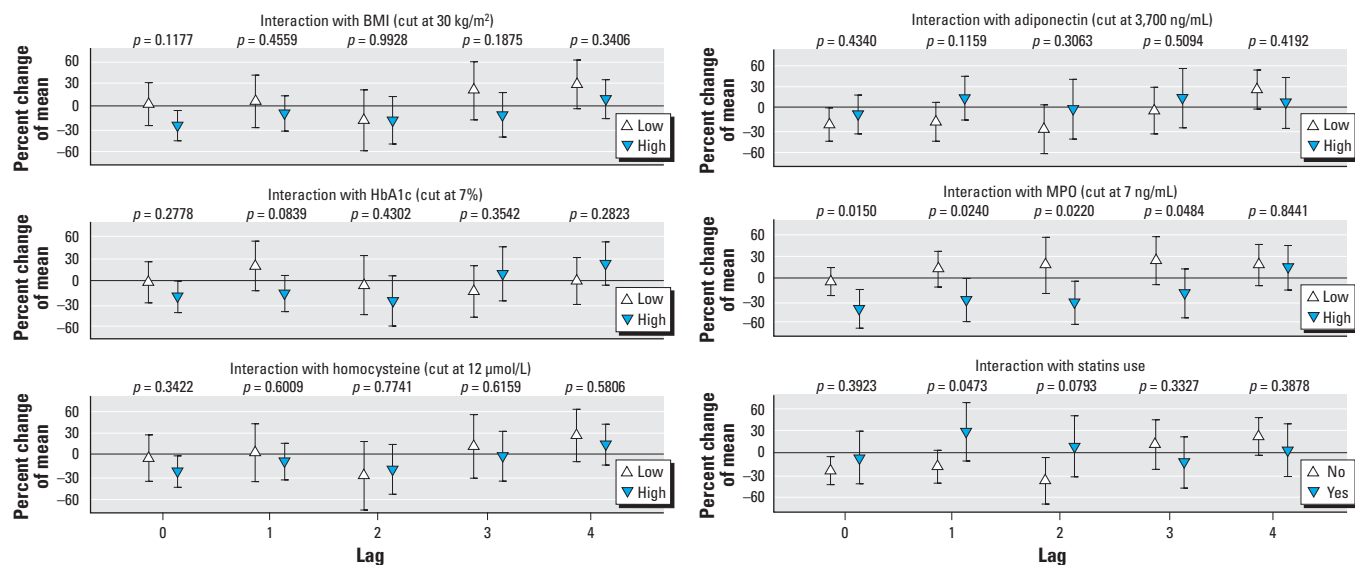 Interaction with BMI (cut at 30 kg/m²)
p = 0.1177 p = 0.4559 p = 0.9928 p = 0.1875 p = 0.3406
Percent change
of mean
60
30
0
–30
–60
Low
High
Interaction with HbA1c (cut at 7%)
p = 0.2778 p = 0.0839 p = 0.4302 p = 0.3542 p = 0.2823
Percent change
of mean
60
30
0
–30
–60
Low
High
Interaction with homocysteine (cut at 12 µmol/L)
p = 0.3422 p = 0.6009 p = 0.7741 p = 0.6159 p = 0.5806
Percent change
of mean
60
30
0
–30
–60
Low
High
0 1 2 3 4
Lag
Interaction with adiponectin (cut at 3,700 ng/mL)
p = 0.4340 p = 0.1159 p = 0.3063 p = 0.5094 p = 0.4192
Percent change
of mean
60
30
0
–30
–60
Low
High
Interaction with MPO (cut at 7 ng/mL)
p = 0.0150 p = 0.0240 p = 0.0220 p = 0.0484 p = 0.8441
Percent change
of mean
60
30
0
–30
–60
Low
High
Interaction with statins use
p = 0.3923 p = 0.0473 p = 0.0793 p = 0.3327 p = 0.3878
Percent change
of mean
60
30
0
–30
–60
No
Yes
0 1 2 3 4
Lag